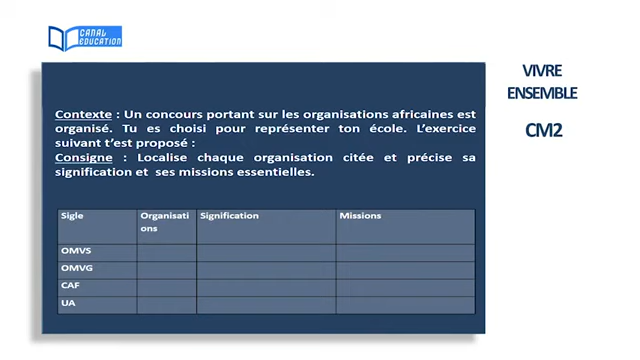 CANAL
EDUCATION
VIVRE
ENSEMBLE
CM2
Contexte : Un concours portant sur les organisations africaines est
organisé. Tu es choisi pour représenter ton école. L'exercice
suivant t'est proposé :
Consigne : Localise chaque organisation citée et précise sa
signification et ses missions essentielles.
Sigle Organisati Signification Missions
ons
OMVS
OMVG
CAF
UA